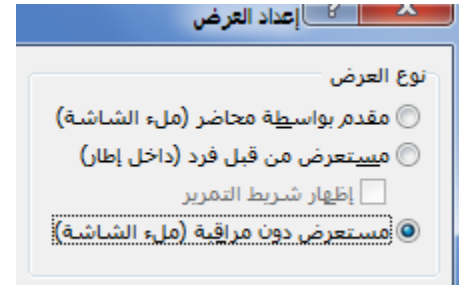 إعداد العرض
نوع العرض
مقدم بواسطة محاضر (ملء الشاشة)
مستعرض من قبل فرد (داخل إطار)
إظهار شريط التمرير
مستعرض دون مراقبة (ملء الشاشة)